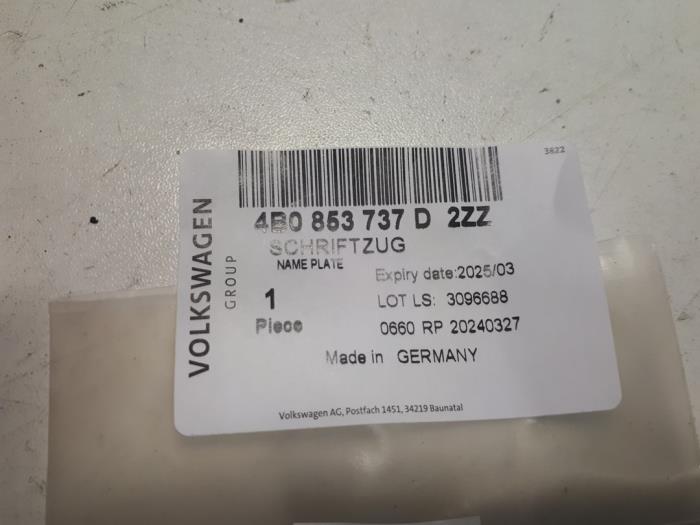 3822
VOLKSWAGEN
GROUP
4B0 853 737 D 2ZZ
SCHRIFTZUG
NAME PLATE
Expiry date:2025/03
1
LOT LS: 3096688
Piece
0660 RP 20240327
Made in GERMANY
Volkswagen AG, Postfach 1451, 34219 Baunatal